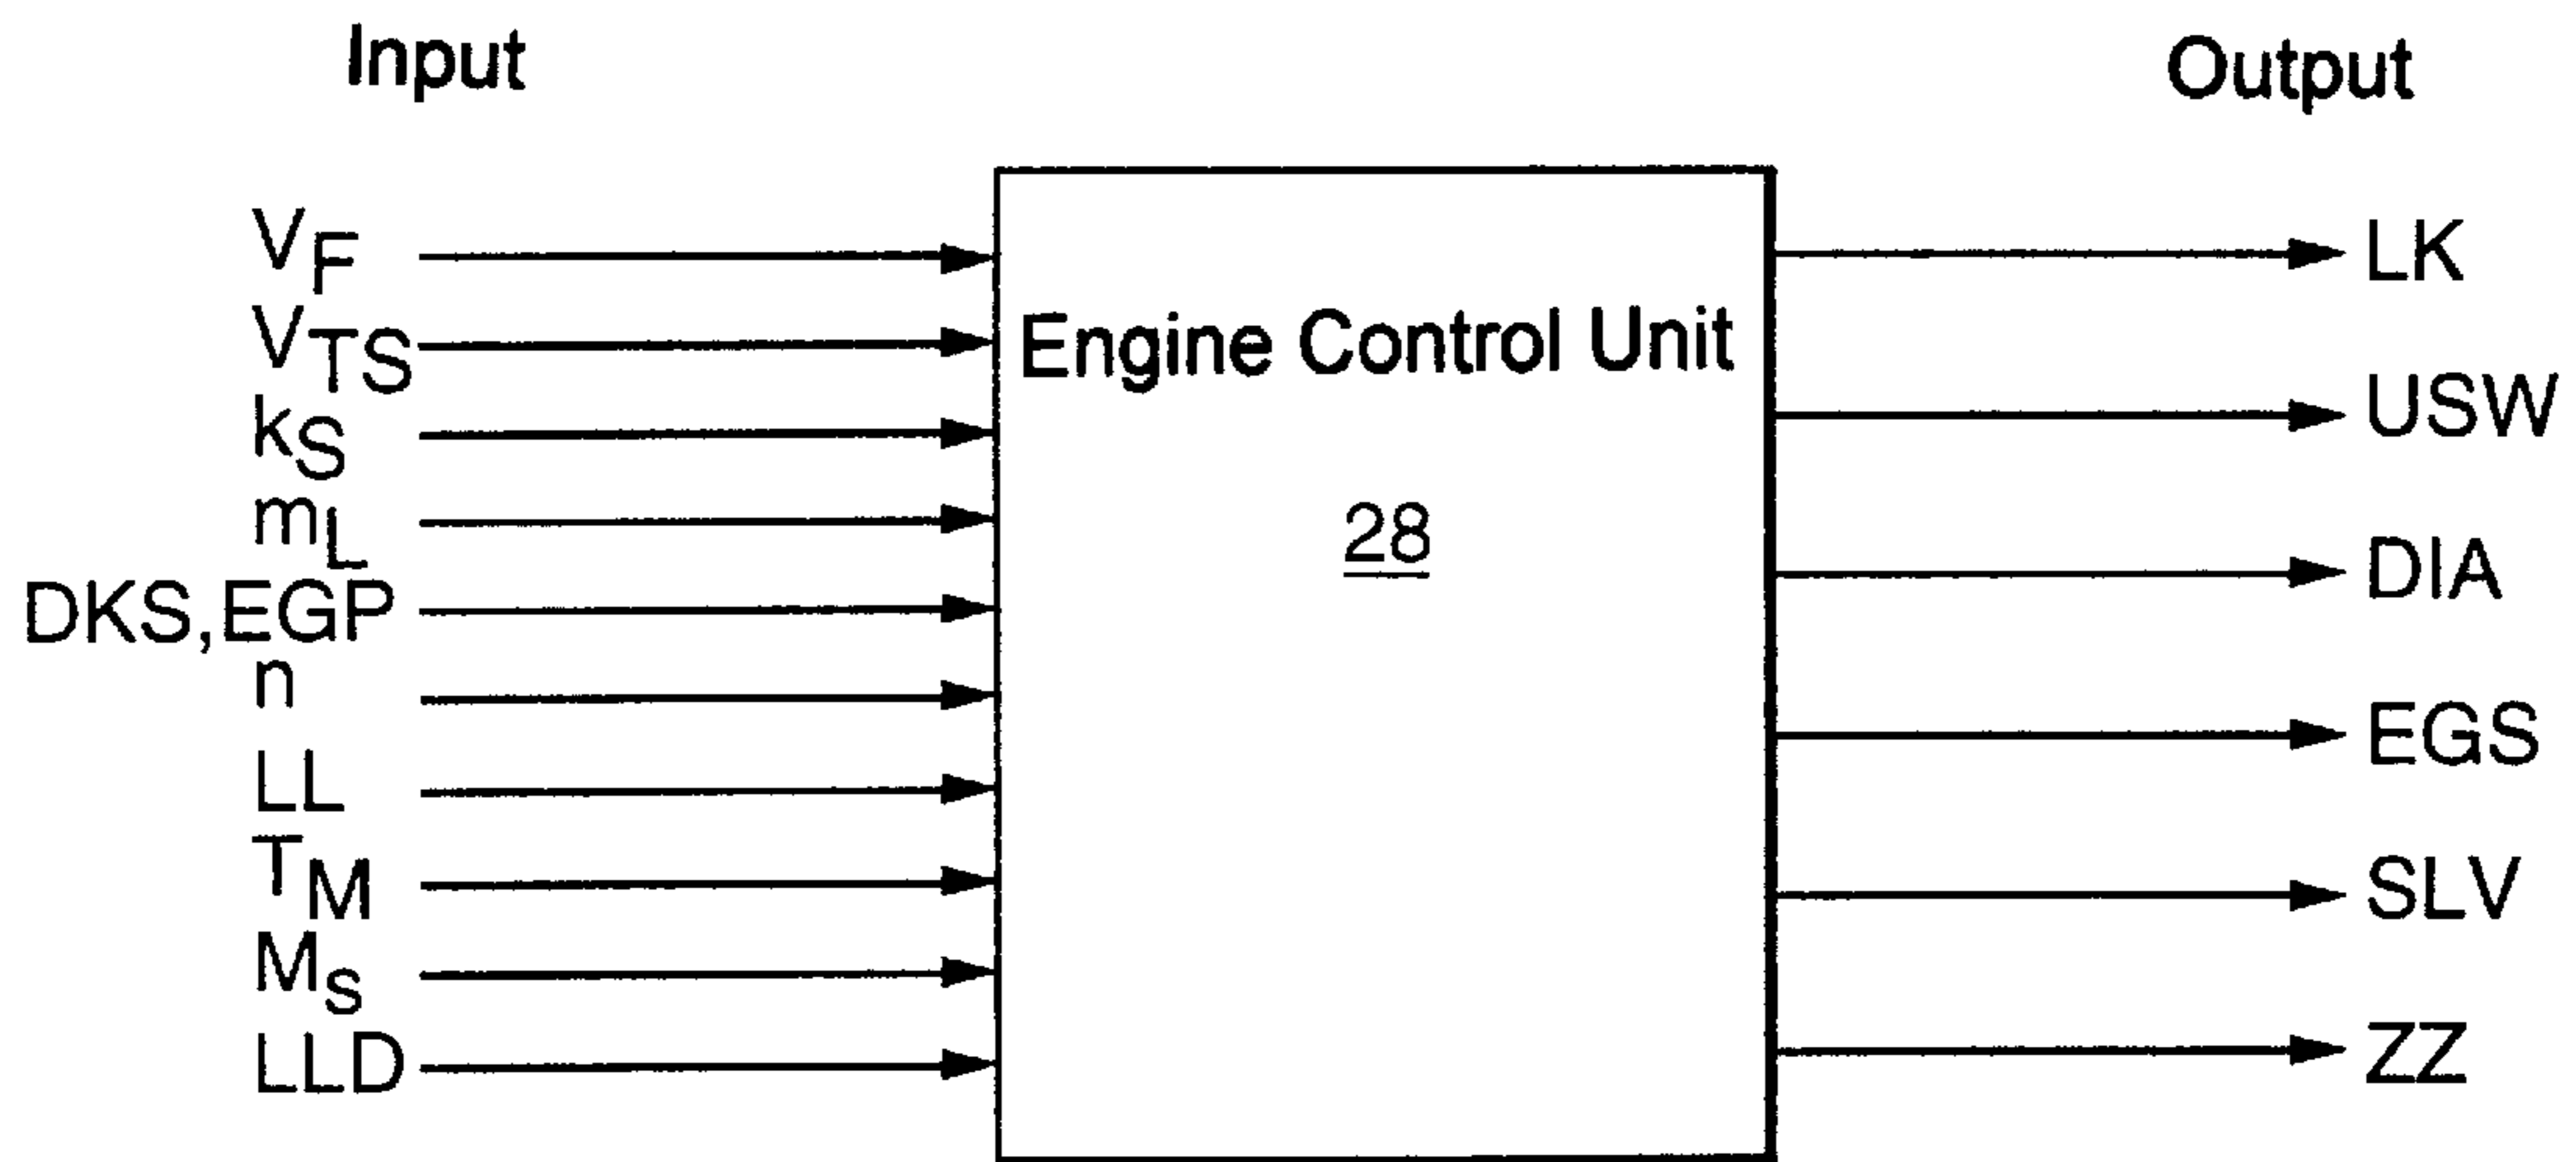 Input
Output
V_F
V_TS
k_S
m_L
DKS,EGP
n
LL
T_M
M_s
LLD
Engine Control Unit
28
LK
USW
DIA
EGS
SLV
ZZ